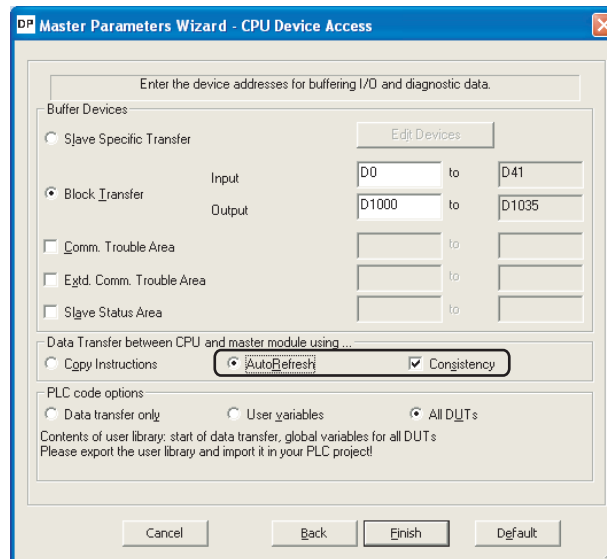 DP Master Parameters Wizard - CPU Device Access
Enter the device addresses for buffering I/O and diagnostic data.
Buffer Devices
Slave Specific Transfer
Edit Devices
Input
D0 to D41
Block Transfer
Output
D1000 to D1035
Comm. Trouble Area
to
Extd. Comm. Trouble Area
to
Slave Status Area
to
Data Transfer between CPU and master module using ...
Copy Instructions AutoRefresh Consistency
PLC code options
Data transfer only User variables All DUTs
Contents of user library: start of data transfer, global variables for all DUTs
Please export the user library and import it in your PLC project!
Cancel Back Finish Default